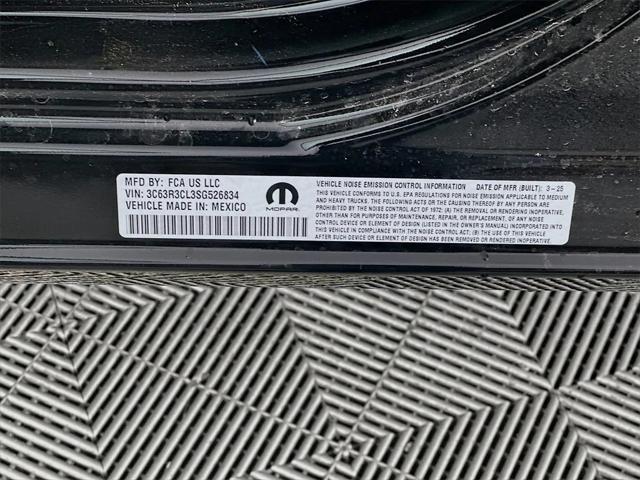 MFD BY: FCA US LLC
VIN: 3C63R3CL3SG526834
VEHICLE MADE IN: MEXICO
MOPAR
VEHICLE NOISE EMISSION CONTROL INFORMATION DATE OF MFR (BUILT): 3-25
THIS VEHICLE CONFORMS TO U.S. EPA REGULATIONS FOR NOISE EMISSION APPLICABLE TO MEDIUM
AND HEAVY TRUCKS. THE FOLLOWING ACTS OR THE CAUSING THEREOF BY ANY PERSON ARE
PROHIBITED BY THE NOISE CONTROL ACT OF 1972: (A) THE REMOVAL OR RENDERING INOPERATIVE,
OTHER THAN FOR PURPOSES OF MAINTENANCE, REPAIR, OR REPLACEMENT, OF ANY NOISE
CONTROL DEVICE OR ELEMENT OF DESIGN (LISTED IN THE OWNER'S MANUAL) INCORPORATED INTO
THIS VEHICLE IN COMPLIANCE WITH THE NOISE CONTROL ACT; (B) THE USE OF THIS VEHICLE
AFTER SUCH DEVICE OR ELEMENT OF DESIGN HAS BEEN REMOVED OR RENDERED INOPERATIVE.